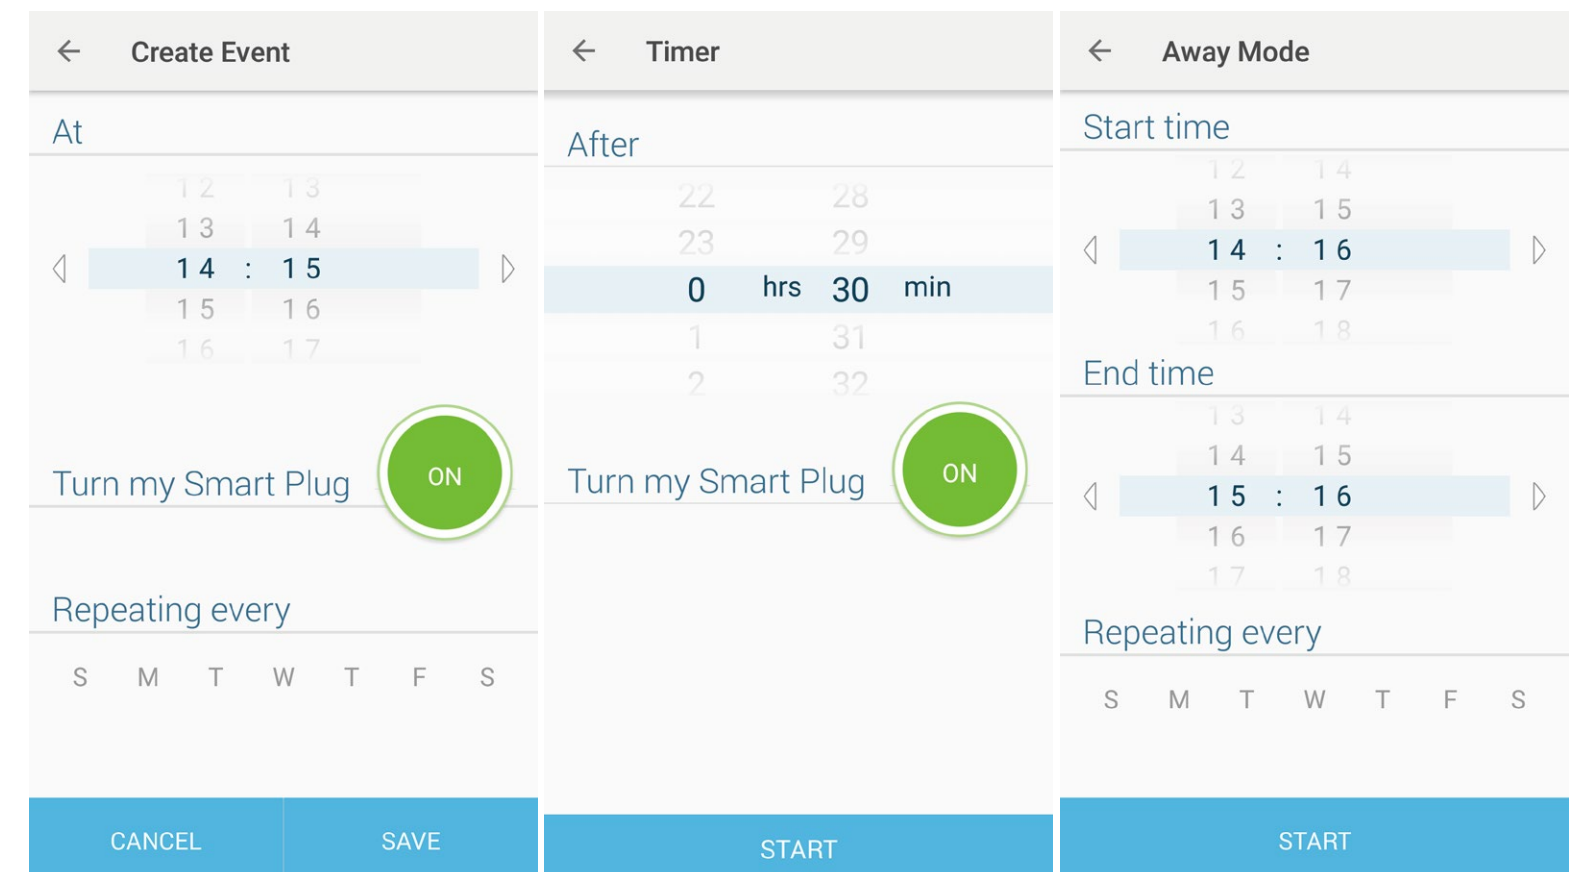 Create Event
At
12 13
13 14
14 : 15
15 16
16 17
Turn my Smart Plug ON
Repeating every
S M T W T F S
CANCEL SAVE
Timer
After
22 28
23 29
0 hrs 30 min
1 31
2 32
Turn my Smart Plug ON
START
Away Mode
Start time
12 14
13 15
14 : 16
15 17
16 18
End time
13 14
14 15
15 : 16
16 17
17 18
Repeating every
S M T W T F S
START